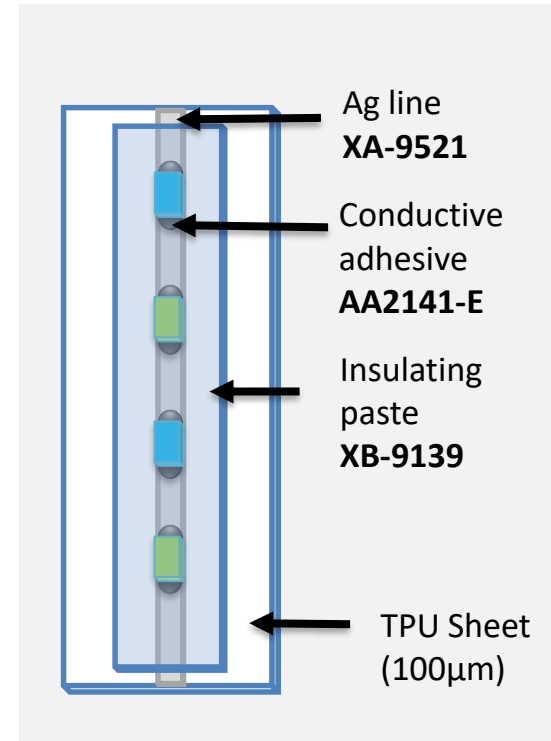 Ag line
XA-9521
Conductive
adhesive
AA2141-E
Insulating
paste
XB-9139
TPU Sheet
(100µm)